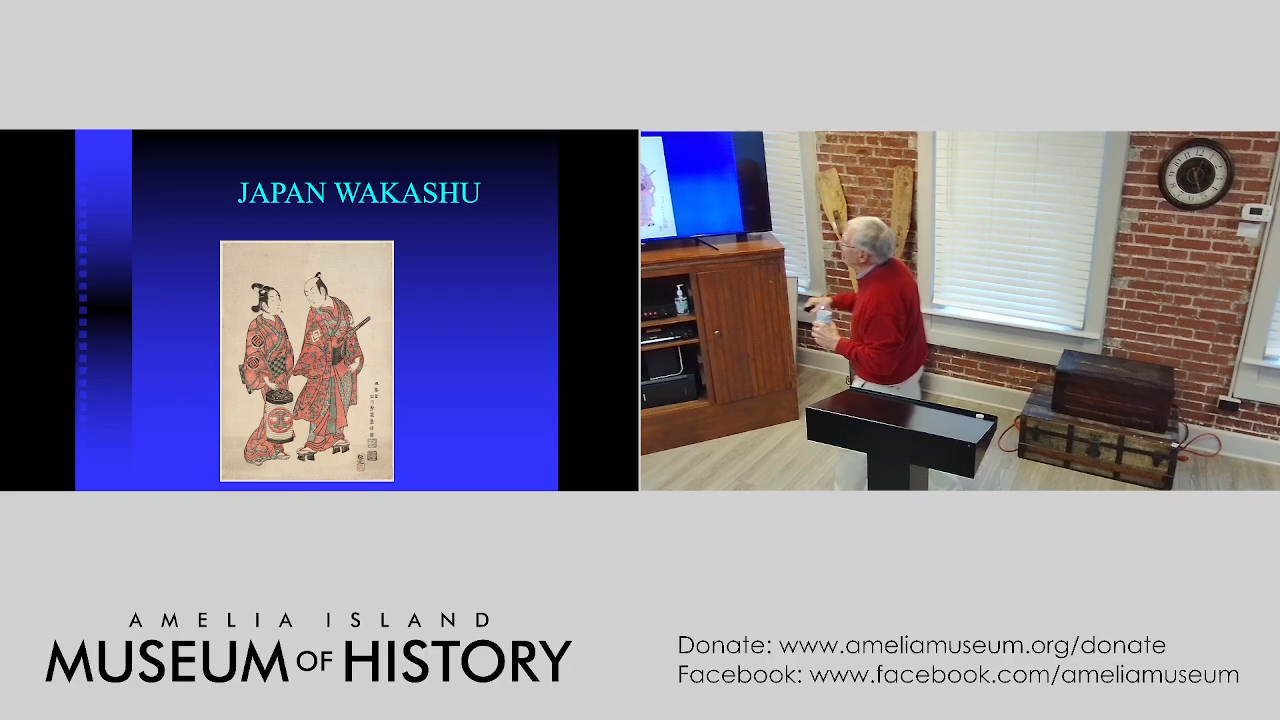 JAPAN WAKASHU
AMELIA ISLAND
MUSEUM OF HISTORY
Donate: www.ameliamuseum.org/donate
Facebook: www.facebook.com/ameliamuseum